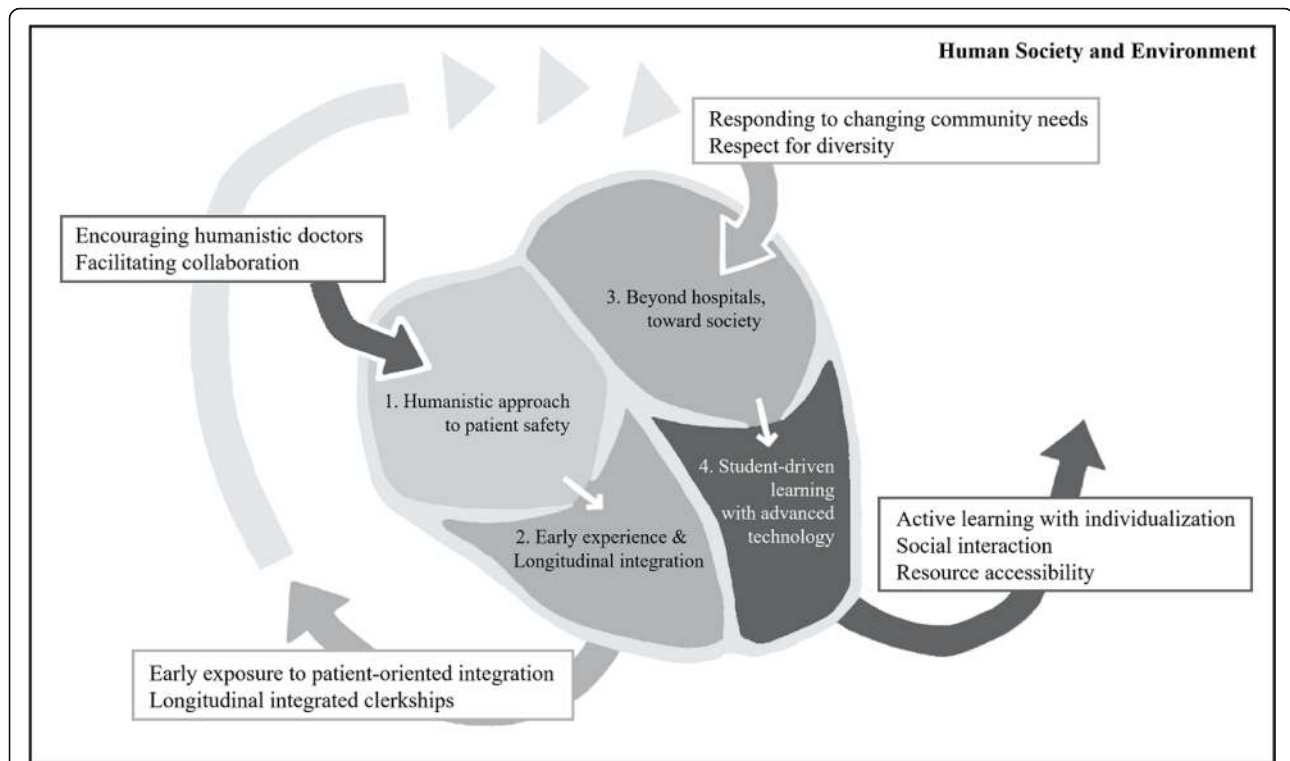 Human Society and Environment
Responding to changing community needs
Respect for diversity
Encouraging humanistic doctors
Facilitating collaboration
3. Beyond hospitals,
toward society
1. Humanistic approach
to patient safety
4. Student-driven
learning
with advanced
technology
2. Early experience &
Longitudinal integration
Active learning with individualization
Social interaction
Resource accessibility
Early exposure to patient-oriented integration
Longitudinal integrated clerkships